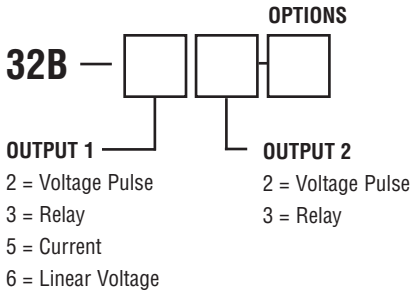 OPTIONS
32B — -
OUTPUT 1
2 = Voltage Pulse
3 = Relay
5 = Current
6 = Linear Voltage
OUTPUT 2
2 = Voltage Pulse
3 = Relay